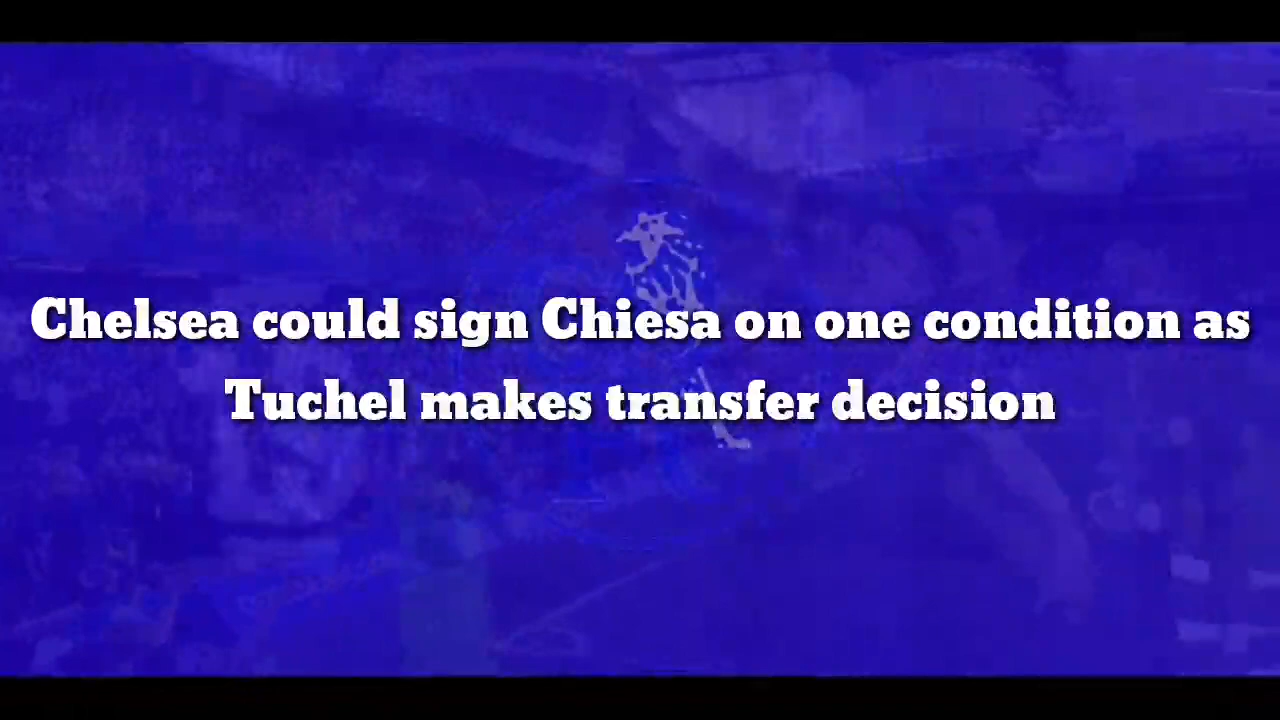 Chelsea could sign Chiesa on one condition as
Tuchel makes transfer decision